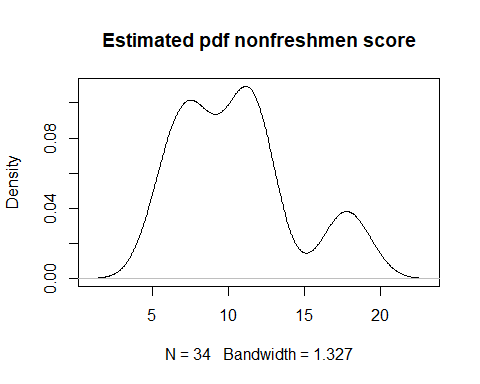 Estimated pdf nonfreshmen score
Density
0.08
0.04
0.00
5 10 15 20
N = 34 Bandwidth = 1.327